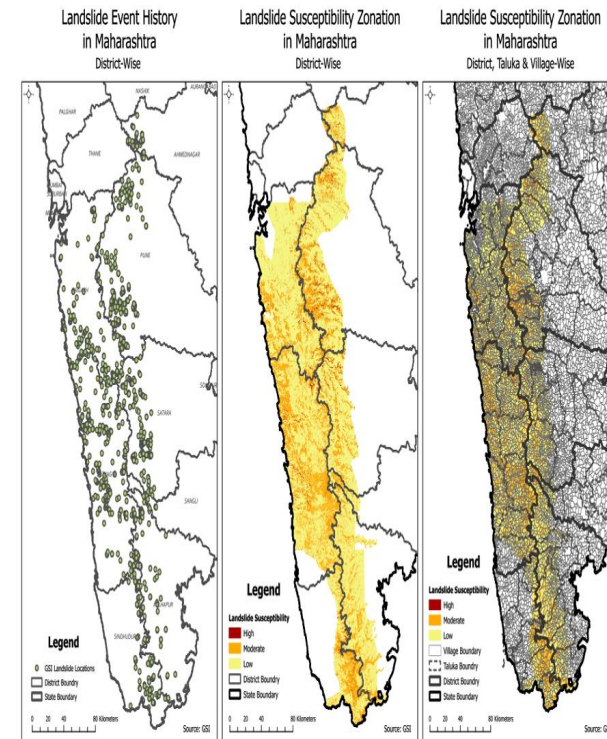 Landslide Event History
in Maharashtra
District-Wise
NASIK
PALGHAR
THANE
AHMEDNAGAR
PUNE
SATARA
SANGLI
Legend
GSI Landslide Locations
District Boundry
State Boundary
0 20 40 80 Kilometers
Source: GSI
Landslide Susceptibility Zonation
in Maharashtra
District-Wise
Legend
Landslide Susceptibility
High
Moderate
Low
District Boundry
State Boundary
0 20 40 80 Kilometers
Source: GSI
Landslide Susceptibility Zonation
in Maharashtra
District, Taluka & Village-Wise
Legend
Landslide Susceptibility
High
Moderate
Low
Village Boundary
Taluka Boundry
District Boundry
State Boundary
0 20 40 80 Kilometers